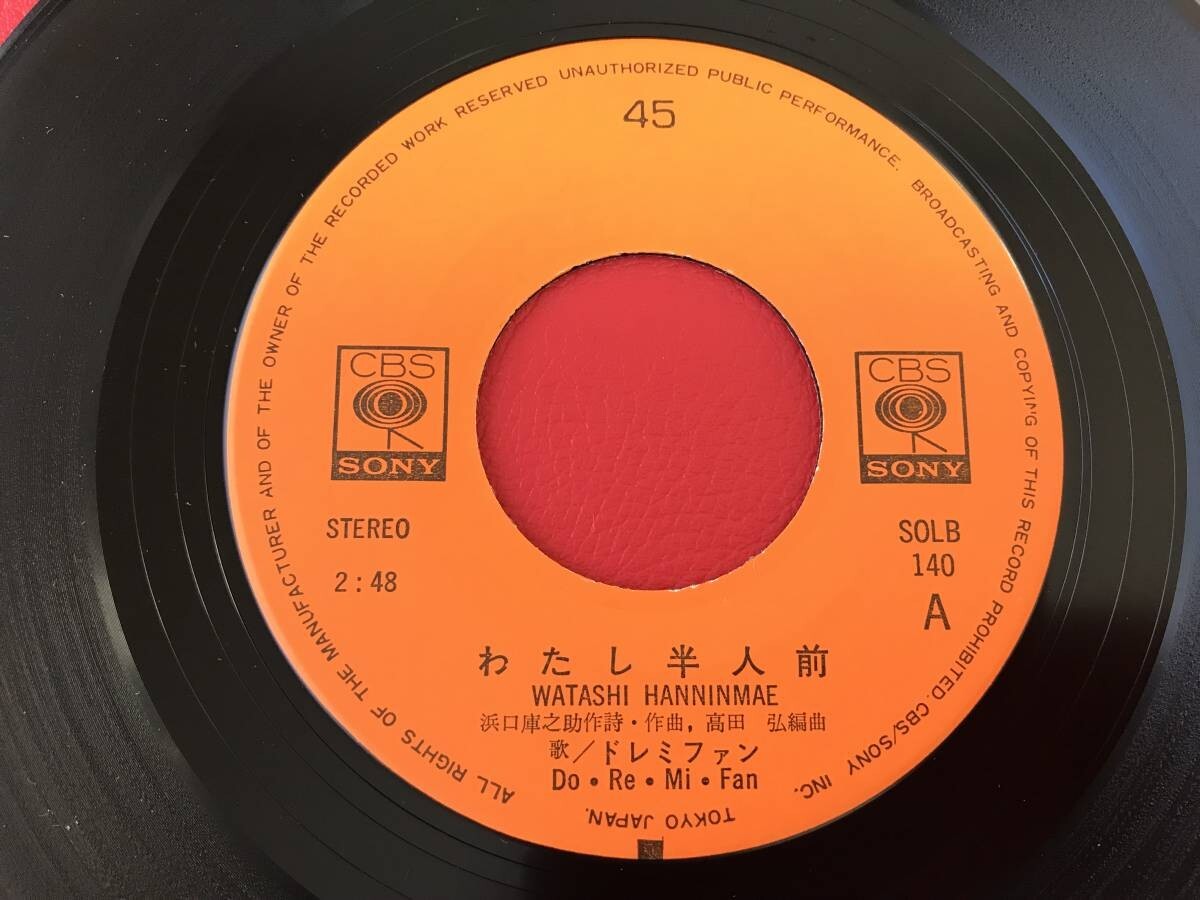 45
CBS
SONY
CBS
SONY
STEREO
2:48
SOLB
140
A
わたし半人前
WATASHI HANNINMAE
浜口庫之助作詩・作曲, 高田 弘編曲
歌/ドレミファン
Do・Re・Mi・Fan
ALL RIGHTS OF THE MANUFACTURER AND OF THE OWNER OF THE RECORDED WORK RESERVED UNAUTHORIZED PUBLIC PERFORMANCE. BROADCASTING AND COPYING OF THIS RECORD PROHIBITED. CBS/SONY INC. TOKYO JAPAN.